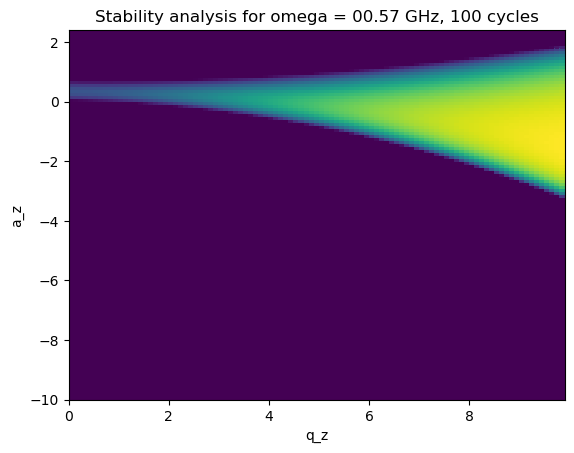 Stability analysis for omega = 00.57 GHz, 100 cycles
2
0
−2
−4
−6
−8
−10
a_z
0 2 4 6 8
q_z